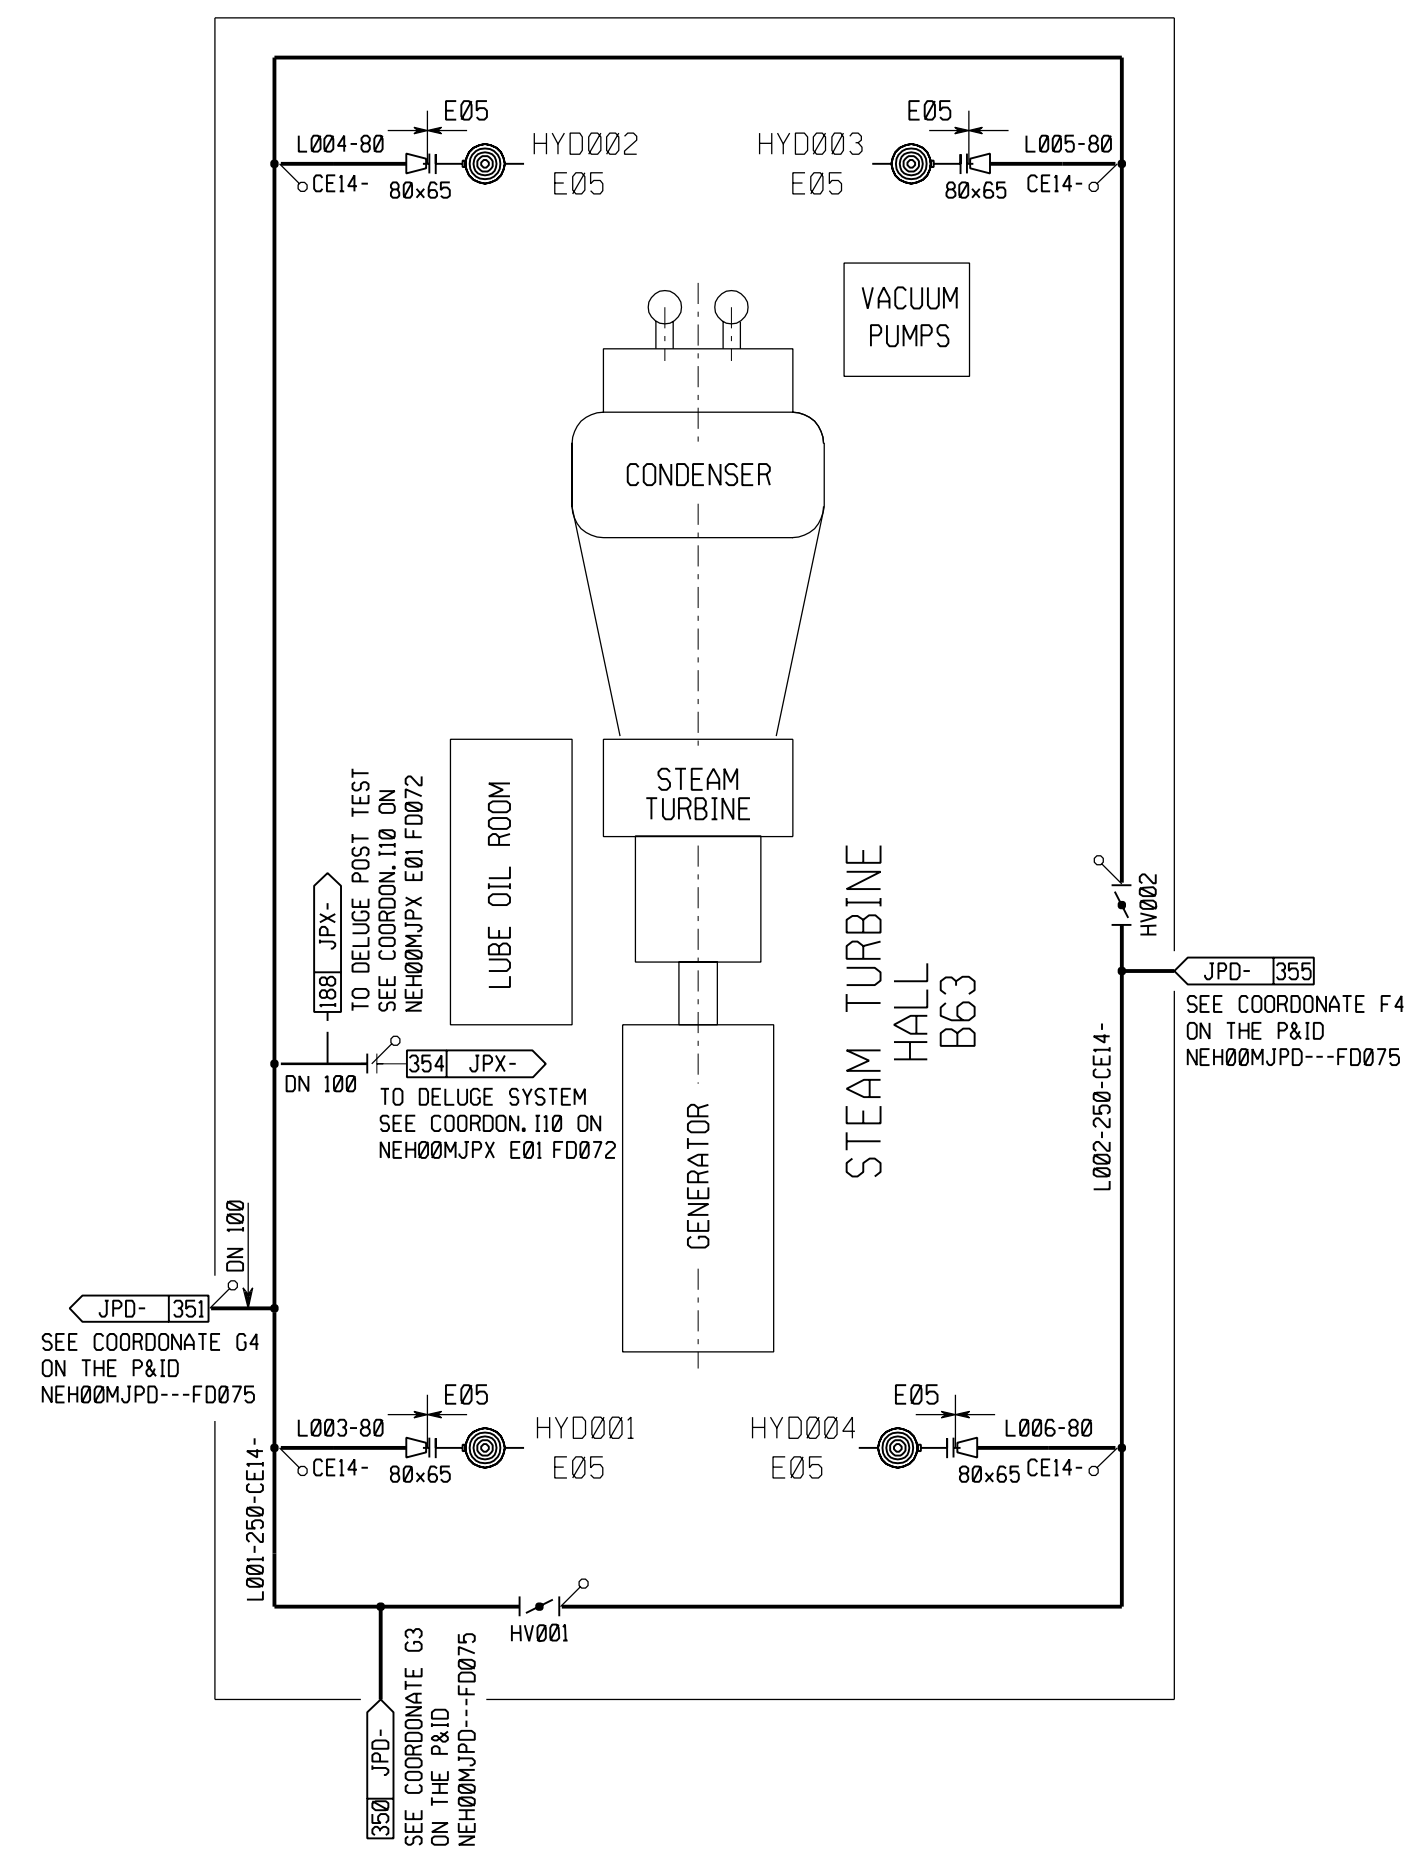 E05
E05
L004-80
HYD002
HYD003
L005-80
CE14-
80x65
E05
E05
80x65
CE14-
VACUUM
PUMPS
CONDENSER
STEAM
TURBINE
LUBE OIL ROOM
TO DELUGE POST TEST
SEE COORDON.I10 ON
NEH00MJPX E01 FD072
188 JPX-
STEAM TURBINE
HALL
B63
HV002
JPD- 355
SEE COORDONATE F4
ON THE P&ID
NEH00MJPD---FD075
L002-250-CE14-
DN 100
354 JPX-
TO DELUGE SYSTEM
SEE COORDON.I10 ON
NEH00MJPX E01 FD072
GENERATOR
DN 100
JPD- 351
SEE COORDONATE G4
ON THE P&ID
NEH00MJPD---FD075
E05
E05
L003-80
HYD001
HYD004
L006-80
CE14-
80x65
E05
E05
80x65
CE14-
L001-250-CE14-
HV001
350 JPD-
SEE COORDONATE G3
ON THE P&ID
NEH00MJPD---FD075